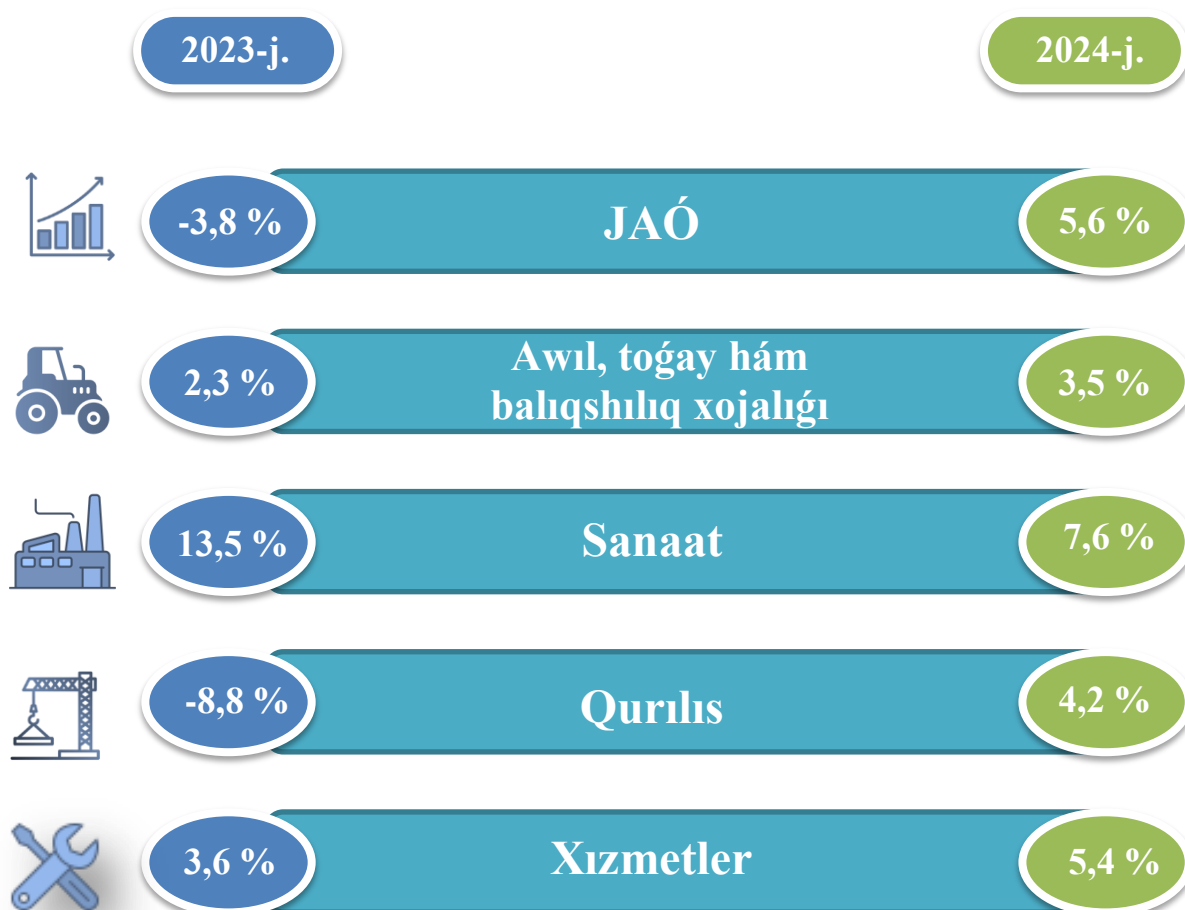 2023-j. 2024-j.
-3,8 % JAÓ 5,6 %
2,3 % Awıl, toǵay hám
balıqshılıq xojalıǵı 3,5 %
13,5 % Sanaat 7,6 %
-8,8 % Qurılıs 4,2 %
3,6 % Xızmetler 5,4 %